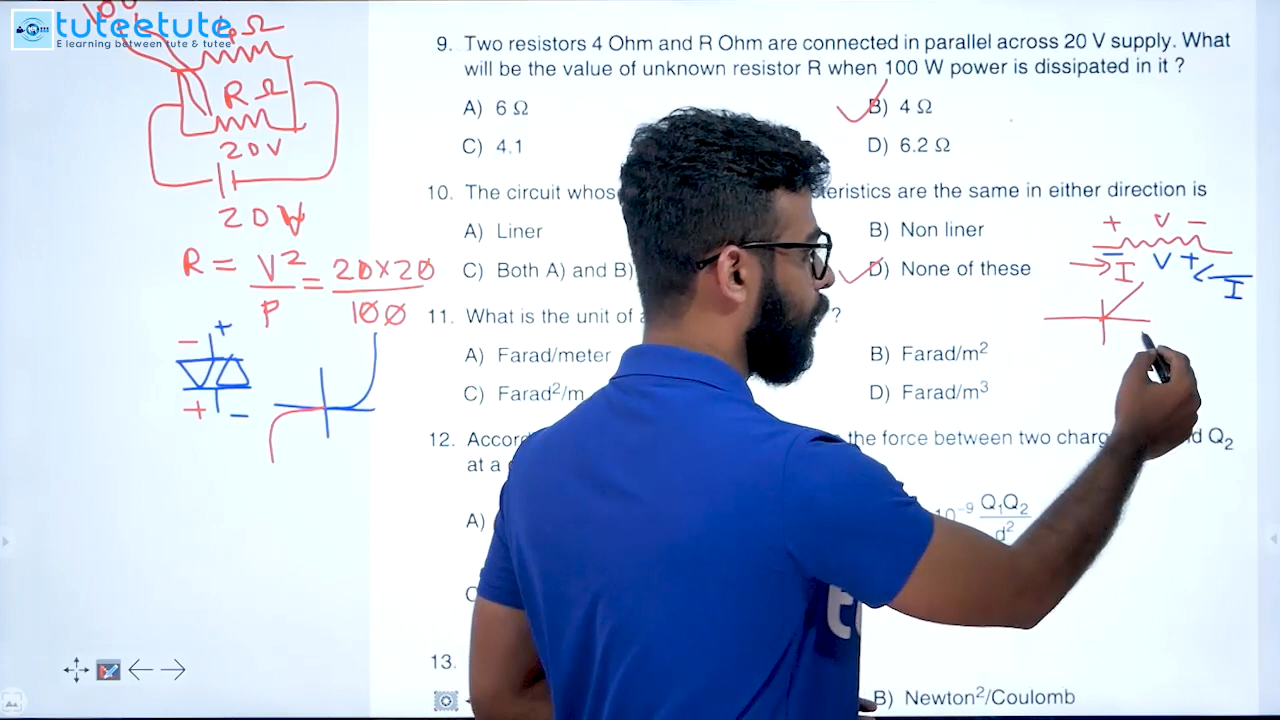 tuteetute
E learning between tute & tutee
Ω
R Ω
20V
20V
R = V² = 20×20
P 100
- +
+ -
9. Two resistors 4 Ohm and R Ohm are connected in parallel across 20 V supply. What
will be the value of unknown resistor R when 100 W power is dissipated in it ?
A) 6 Ω B) 4 Ω
C) 4.1 D) 6.2 Ω
10. The circuit whos teristics are the same in either direction is
A) Liner B) Non liner
C) Both A) and B) D) None of these
+ V -
- V +
I I
11. What is the unit of ?
A) Farad/meter B) Farad/m²
C) Farad²/m D) Farad/m³
12. Accor the force between two charg d Q₂
at a
A) 10⁻⁹ Q₁Q₂
d²
13.
B) Newton²/Coulomb